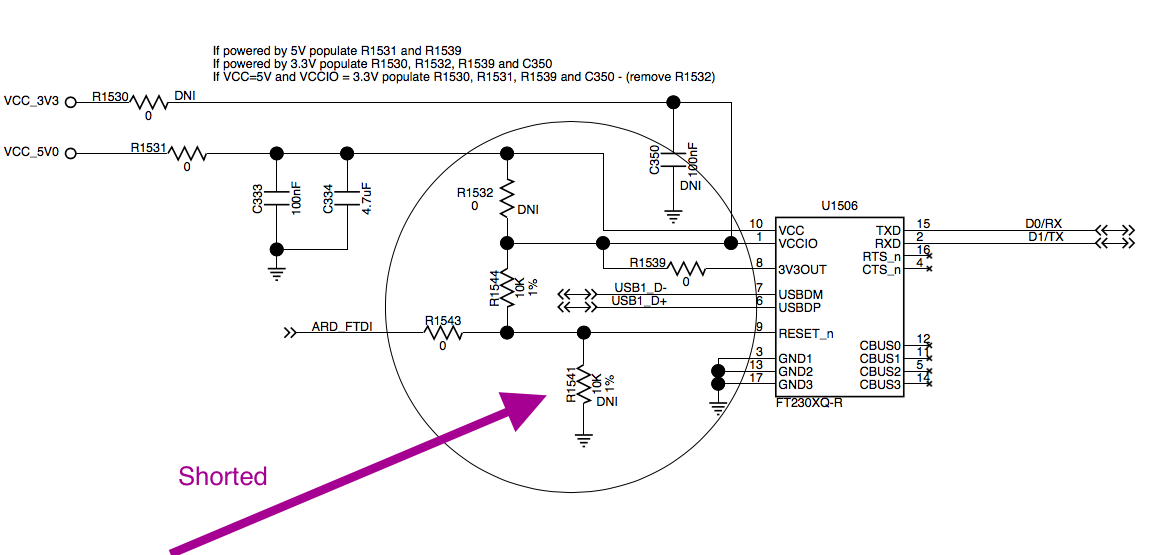 If powered by 5V populate R1531 and R1539
If powered by 3.3V populate R1530, R1532, R1539 and C350
If VCC=5V and VCCIO = 3.3V populate R1530, R1531, R1539 and C350 - (remove R1532)
VCC_3V3
R1530
DNI
0
VCC_5V0
R1531
0
C333
100nF
C334
4.7uF
R1532
0
DNI
C350
100nF
DNI
U1506
10
VCC
TXD
15
D0/RX
1
VCCIO
RXD
2
D1/TX
RTS_n
16
R1539
0
8
3V3OUT
CTS_n
4
R1544
10K
1%
USB1_D-
7
USBDM
USB1_D+
6
USBDP
ARD_FTDI
R1543
0
9
RESET_n
CBUS0
12
3
GND1
CBUS1
11
13
GND2
CBUS2
5
17
GND3
CBUS3
14
R1541
10K
1%
DNI
FT230XQ-R
Shorted